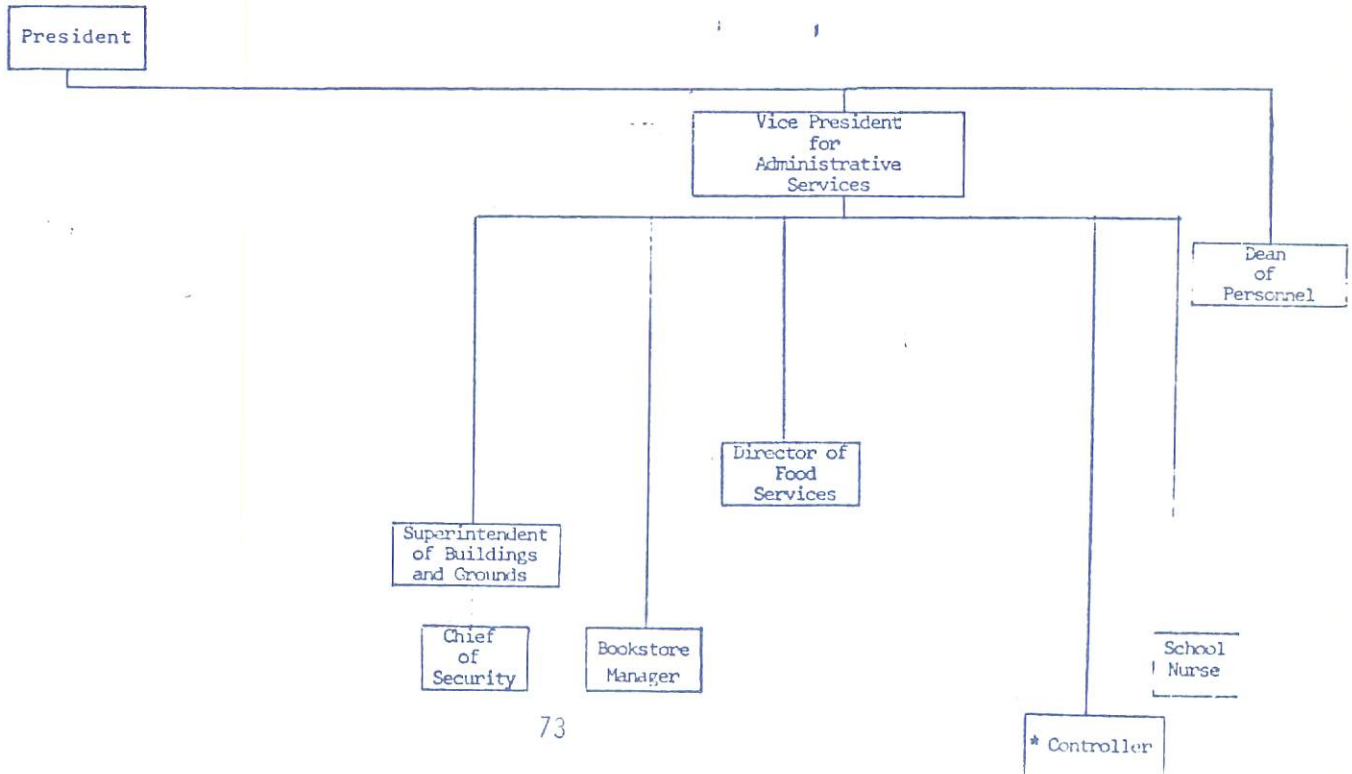 President
Vice President
for
Administrative
Services
Dean
of
Personnel
Director of
Food
Services
Superintendent
of Buildings
and Grounds
Chief
of
Security
Bookstore
Manager
School
Nurse
73
* Controller